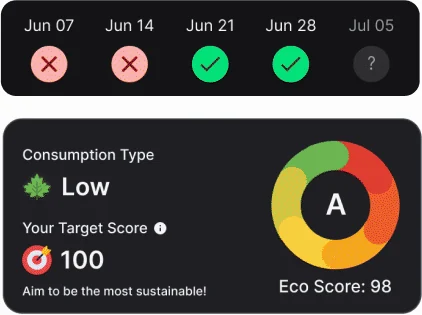 Jun 07 Jun 14 Jun 21 Jun 28 Jul 05
?
Consumption Type
Low
Your Target Score
100
Aim to be the most sustainable!
A
Eco Score: 98